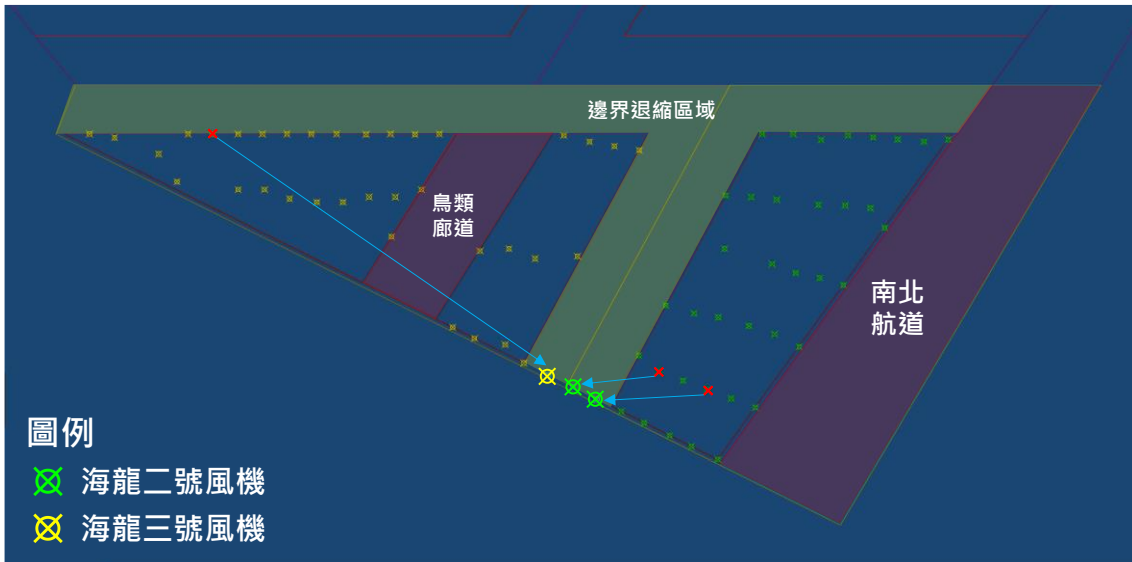 邊界退縮區域
鳥類
廊道
南北
航道
圖例
海龍二號風機
海龍三號風機